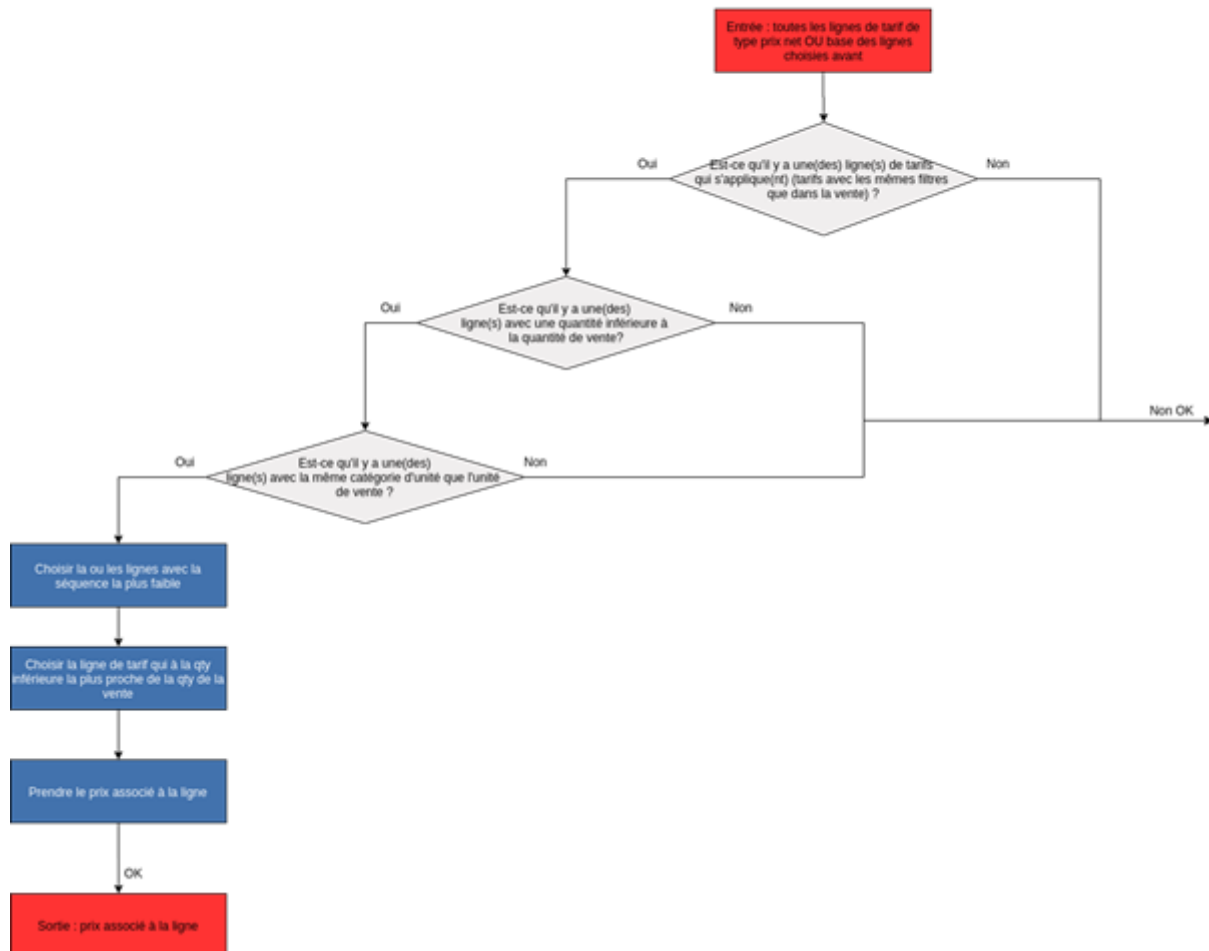 Entrée : toutes les lignes de tarif de
type prix net OU base des lignes
choisies avant
Oui
Est-ce qu'il y a une(des) ligne(s) de tarifs
qui s'applique(nt) (tarifs avec les mêmes filtres
que dans la vente) ?
Non
Oui
Est-ce qu'il y a une(des)
ligne(s) avec une quantité inférieure à
la quantité de vente?
Non
Non OK
Oui
Est-ce qu'il y a une(des)
ligne(s) avec la même catégorie d'unité que l'unité
de vente ?
Non
Choisir la ou les lignes avec la
séquence la plus faible
Choisir la ligne de tarif qui à la qty
inférieure la plus proche de la qty de la
vente
Prendre le prix associé à la ligne
OK
Sortie : prix associé à la ligne